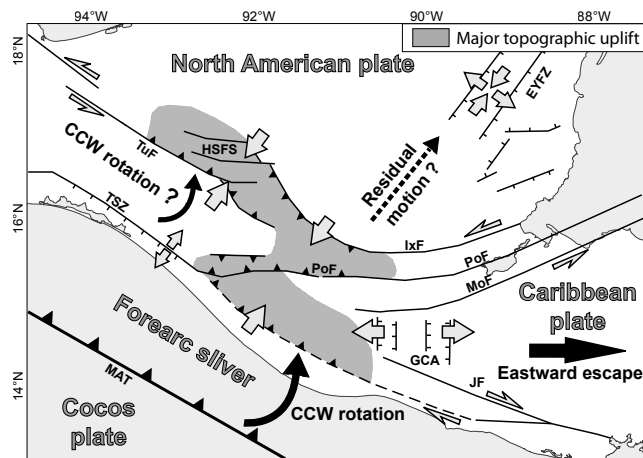 94°W
92°W
90°W
88°W
18°N
16°N
14°N
Major topographic uplift
North American plate
EYFZ
HSFS
TuF
CCW rotation ?
TSZ
Residual
motion ?
IxF
PoF
PoF
MoF
Caribbean
plate
Forearc sliver
GCA
Eastward escape
MAT
JF
CCW rotation
Cocos
plate